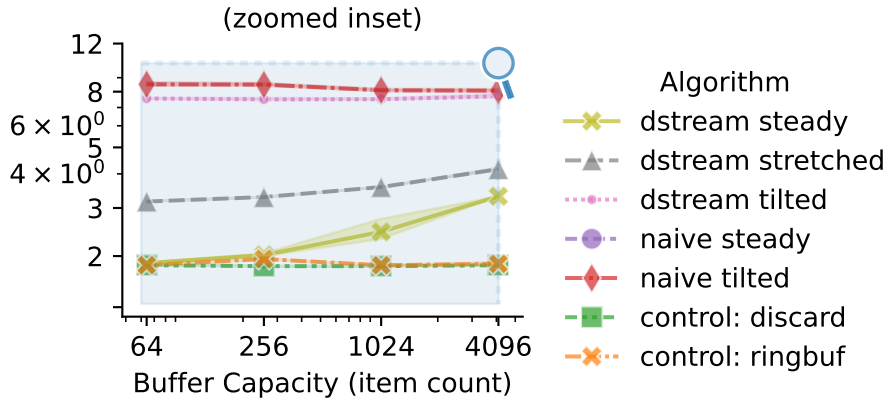 (zoomed inset)
12
8
6 × 10⁰
5
4 × 10⁰
3
2
64 256 1024 4096
Buffer Capacity (item count)
Algorithm
dstream steady
dstream stretched
dstream tilted
naive steady
naive tilted
control: discard
control: ringbuf